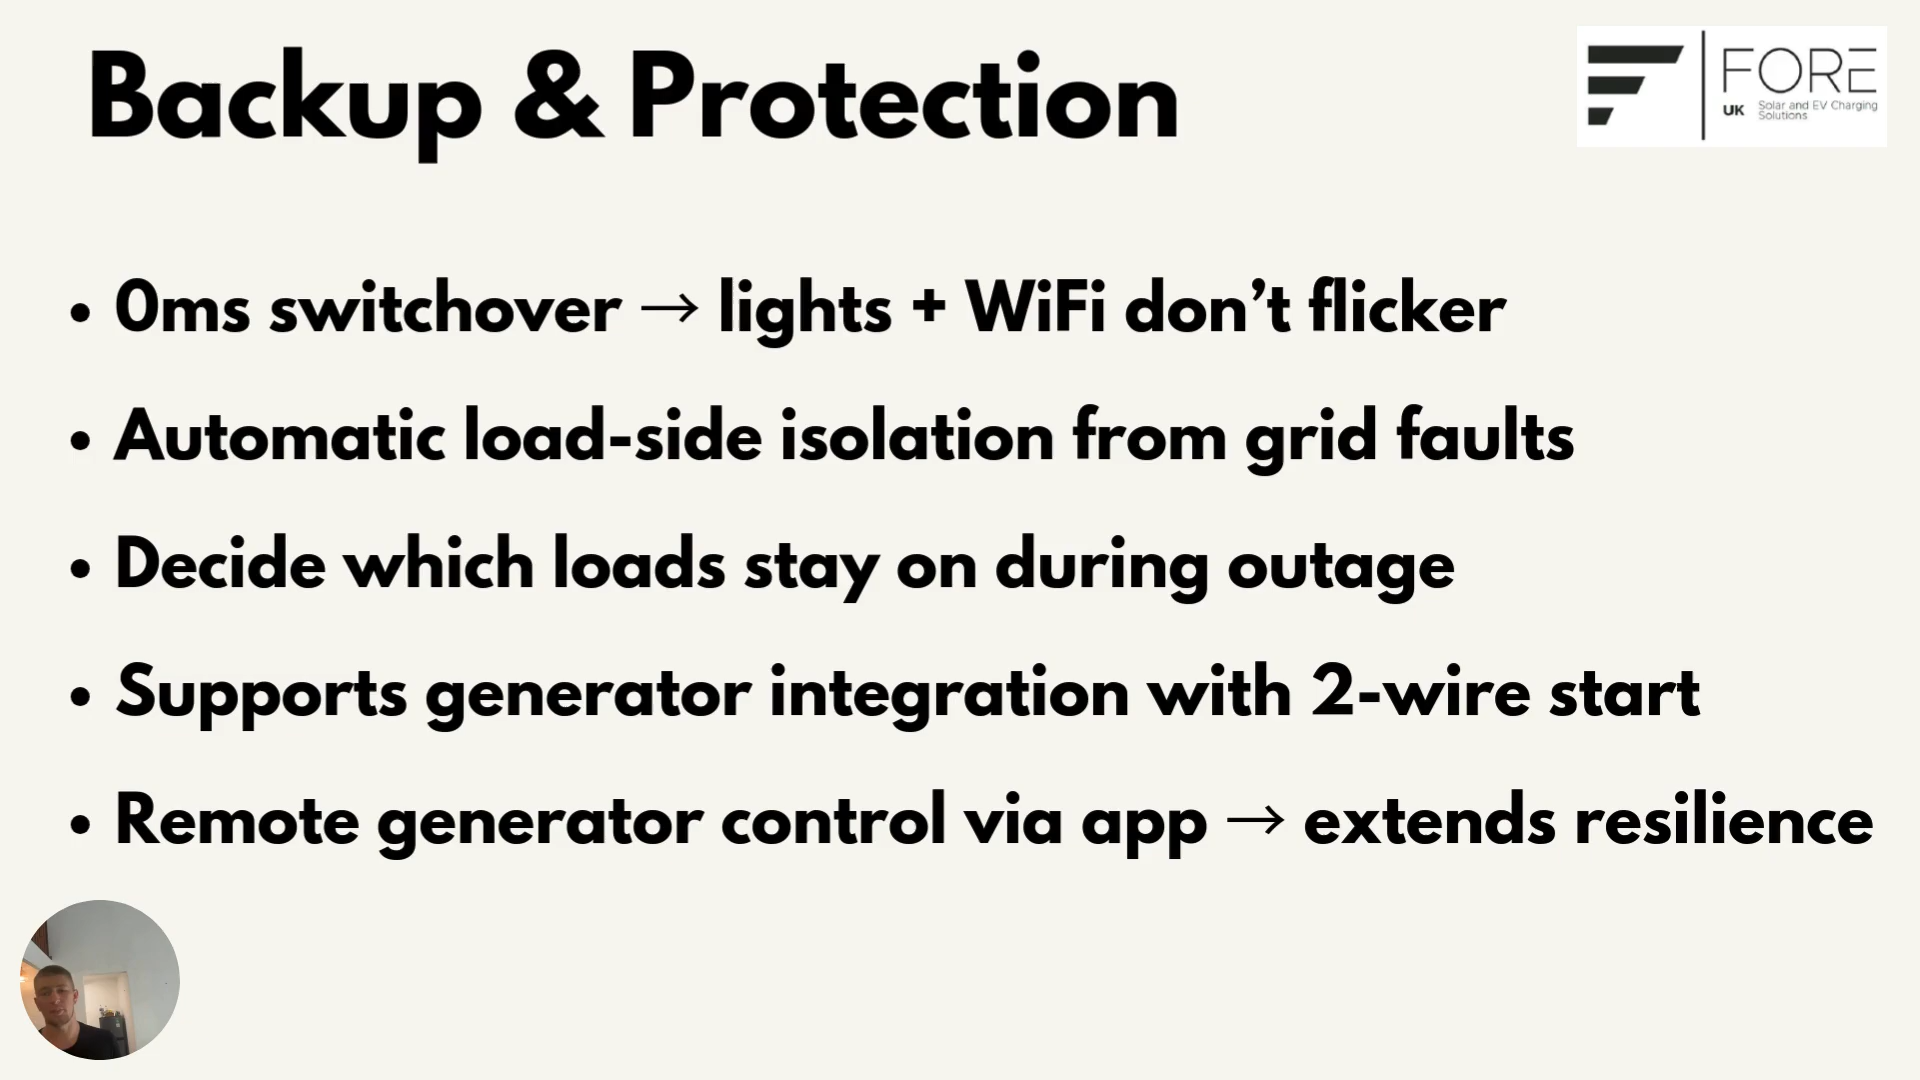 Backup & Protection
FORE
UK Solar and EV Charging
Solutions
• 0ms switchover → lights + WiFi don’t flicker
• Automatic load-side isolation from grid faults
• Decide which loads stay on during outage
• Supports generator integration with 2-wire start
• Remote generator control via app → extends resilience